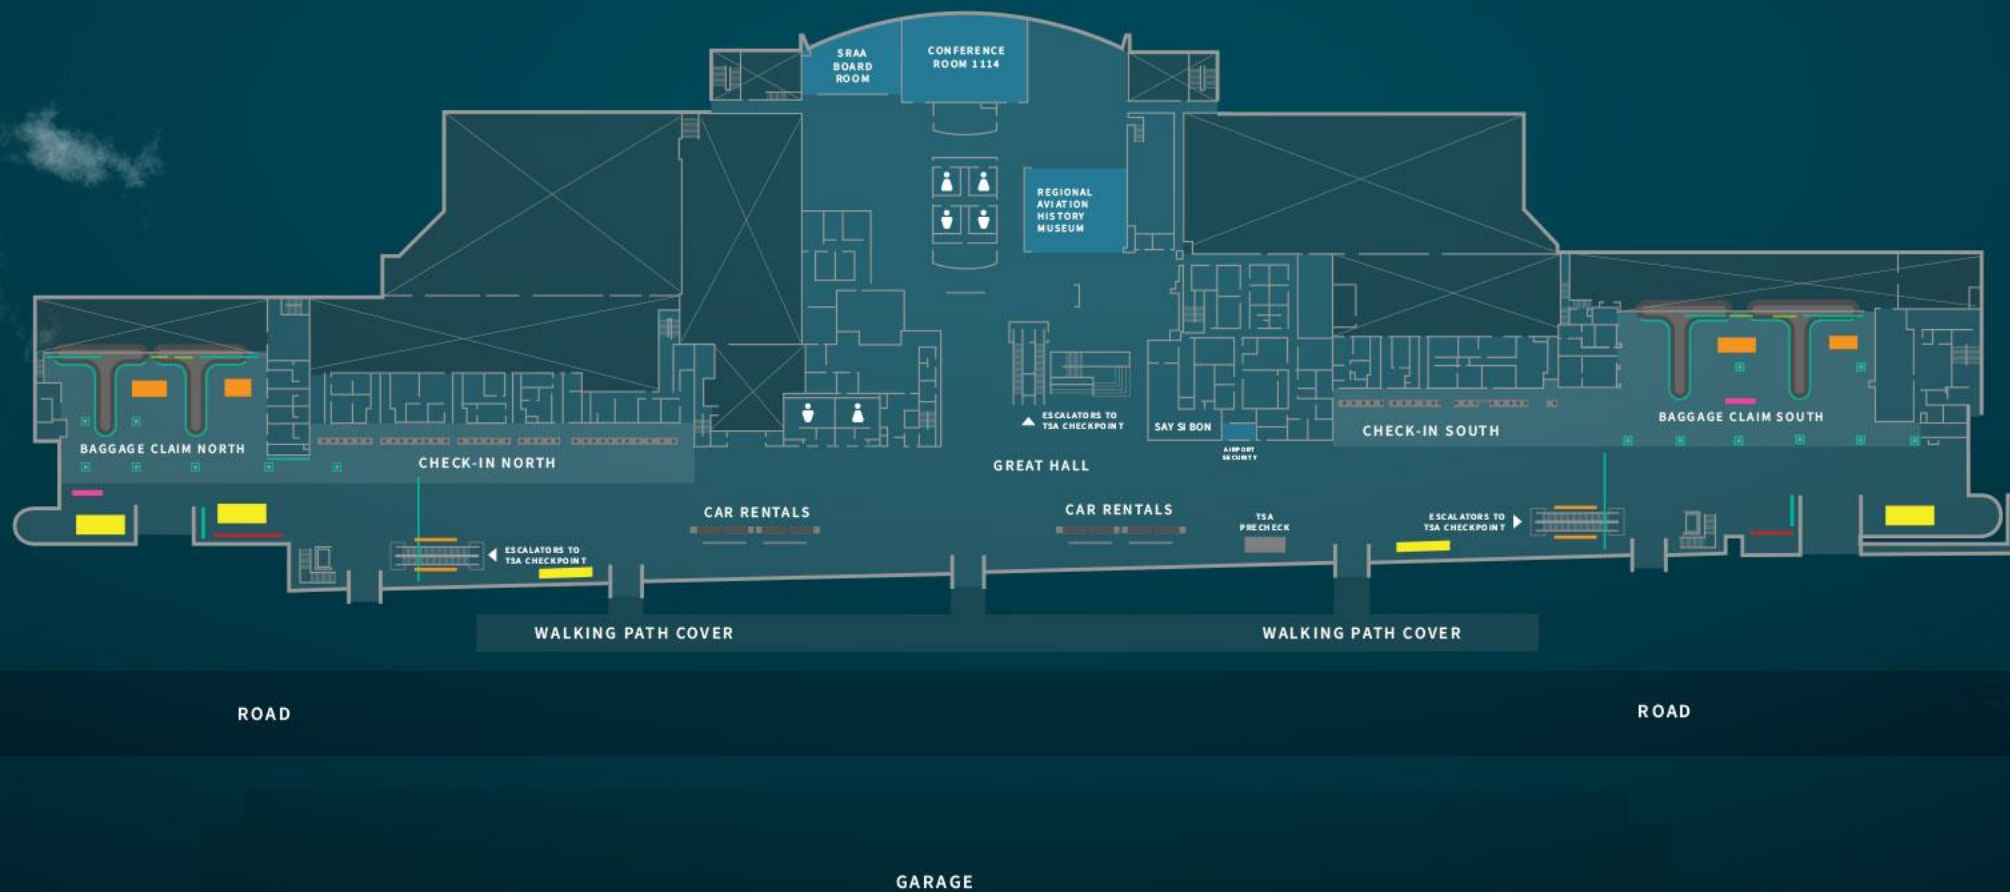 SRAA
BOARD
ROOM
CONFERENCE
ROOM 1114
REGIONAL
AVIATION
HISTORY
MUSEUM
ESCALATORS TO
TSA CHECKPOINT
SAY SI BON
AIRPORT
SECURITY
BAGGAGE CLAIM NORTH
CHECK-IN NORTH
GREAT HALL
CHECK-IN SOUTH
BAGGAGE CLAIM SOUTH
CAR RENTALS
CAR RENTALS
TSA
PRECHECK
ESCALATORS TO
TSA CHECKPOINT
ESCALATORS TO
TSA CHECKPOINT
WALKING PATH COVER
WALKING PATH COVER
ROAD
ROAD
GARAGE